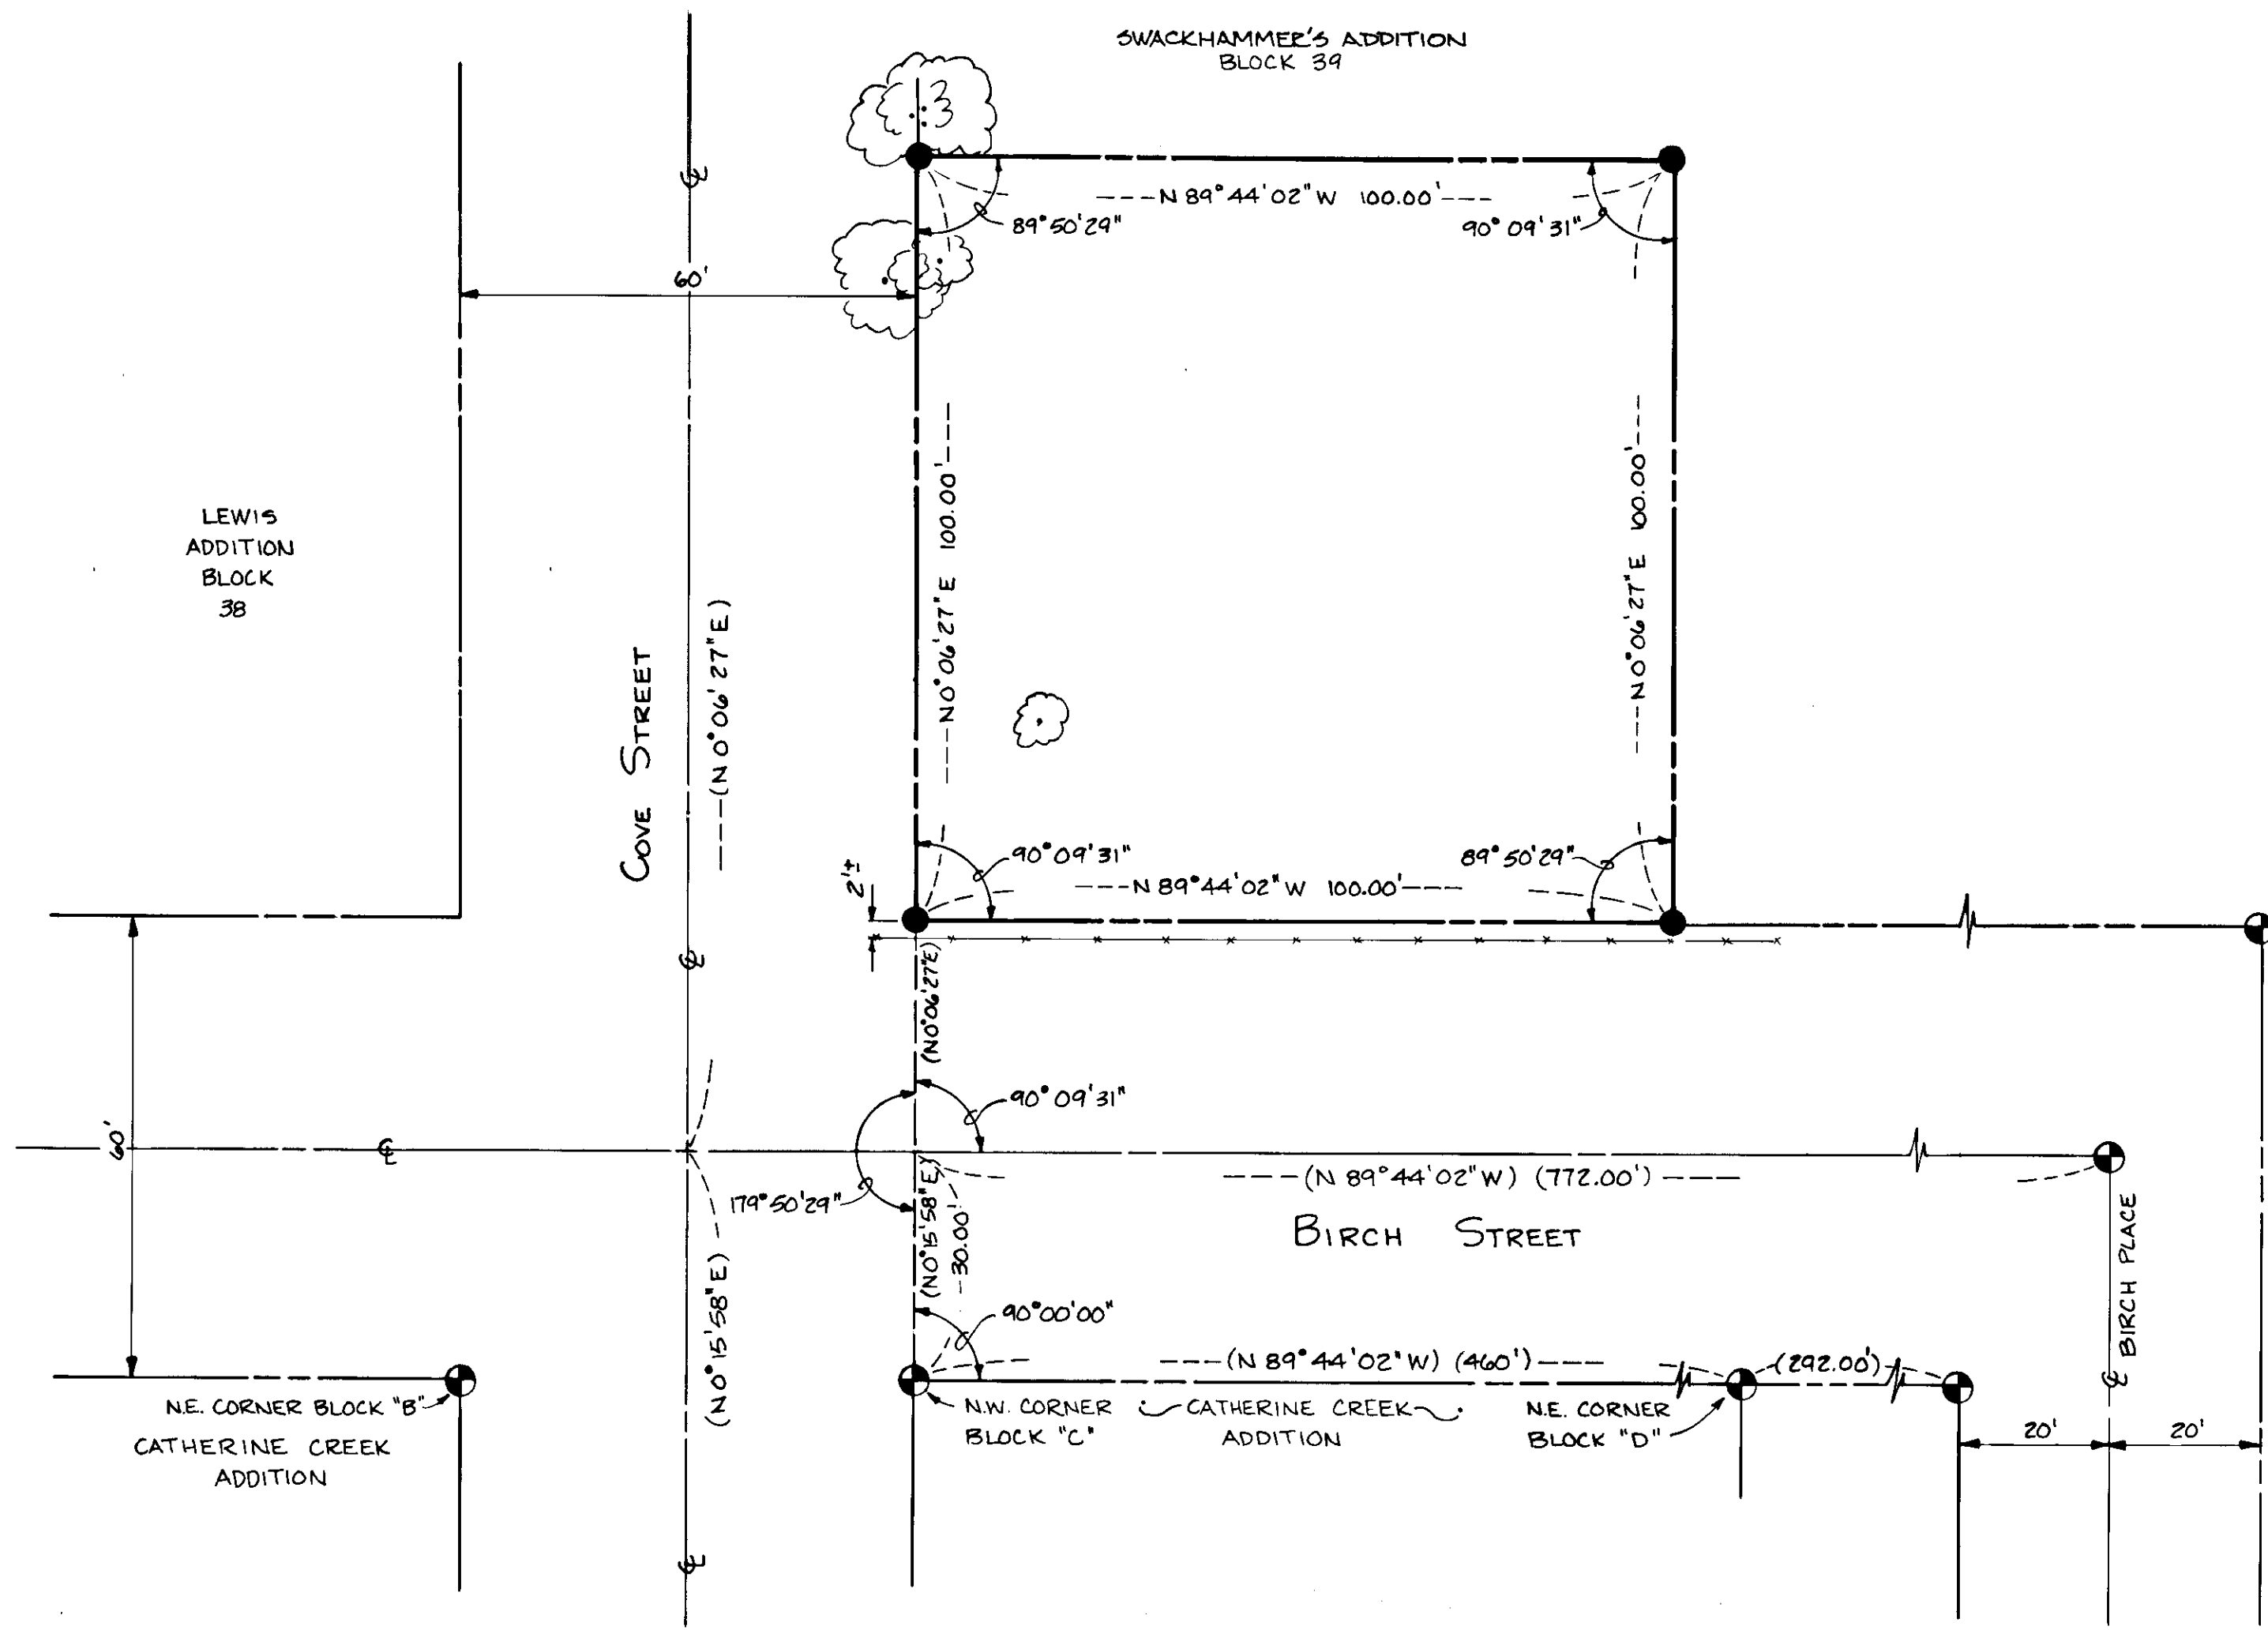 SWACKHAMMER'S ADDITION
BLOCK 39
---N 89°44'02"W 100.00'---
89°50'29"
90°09'31"
60'
LEWIS
ADDITION
BLOCK
38
COVE STREET
---(N0°06'27"E)
---N0°06'27"E 100.00'---
---N0°06'27"E 100.00'---
2'±
90°09'31"
89°50'29"
---N 89°44'02"W 100.00'---
(N0°06'27"E)
60'
90°09'31"
179°50'29"
---(N 89°44'02"W) (772.00')---
BIRCH STREET
(N0°15'58"E)
30.00'
(N0°15'58"E)
BIRCH PLACE
90°00'00"
---(N 89°44'02"W) (460')---
(292.00')
N.E. CORNER BLOCK "B"
CATHERINE CREEK
ADDITION
N.W. CORNER
BLOCK "C"
CATHERINE CREEK
ADDITION
N.E. CORNER
BLOCK "D"
20'
20'